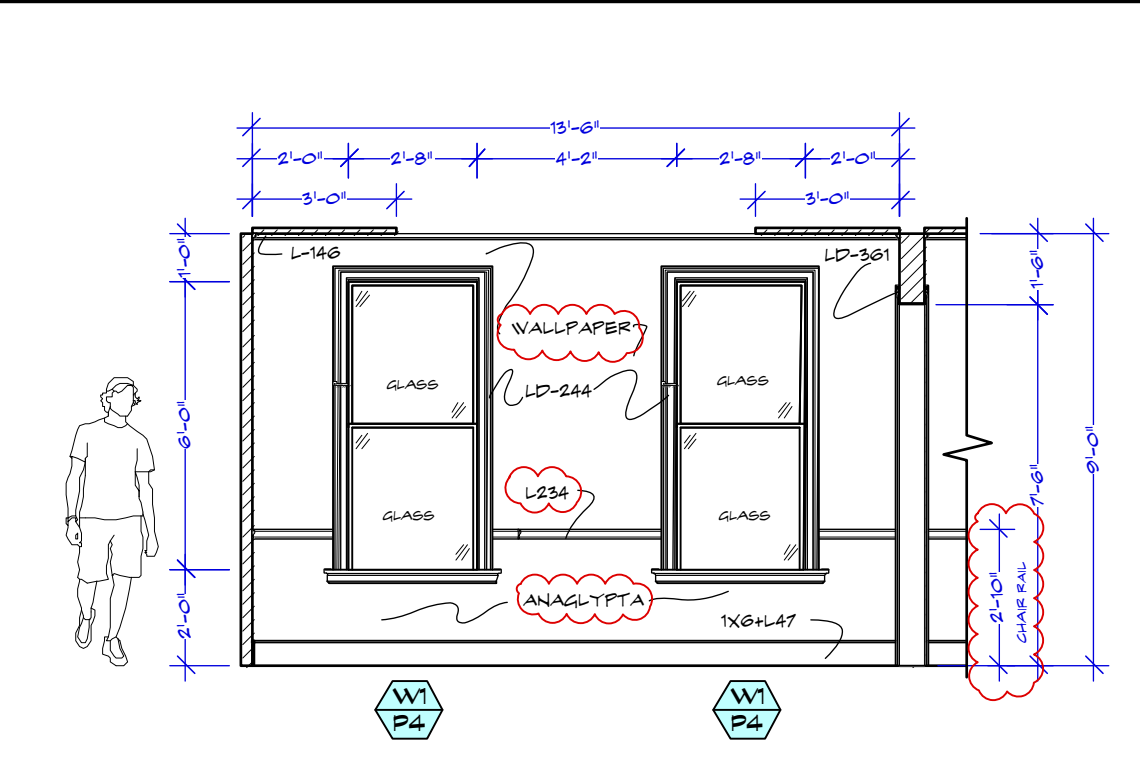 13'-6"
2'-0" 2'-8" 4'-2" 2'-8" 2'-0"
3'-0" 3'-0"
1'-0"
L-146
LD-361
1'-6"
WALLPAPER
GLASS
LD-244
GLASS
6'-0"
9'-0"
L234
7'-6"
GLASS
GLASS
ANAGLYPTA
2'-10"
CHAIR RAIL
2'-0"
1X6+L47
W1
P4
W1
P4